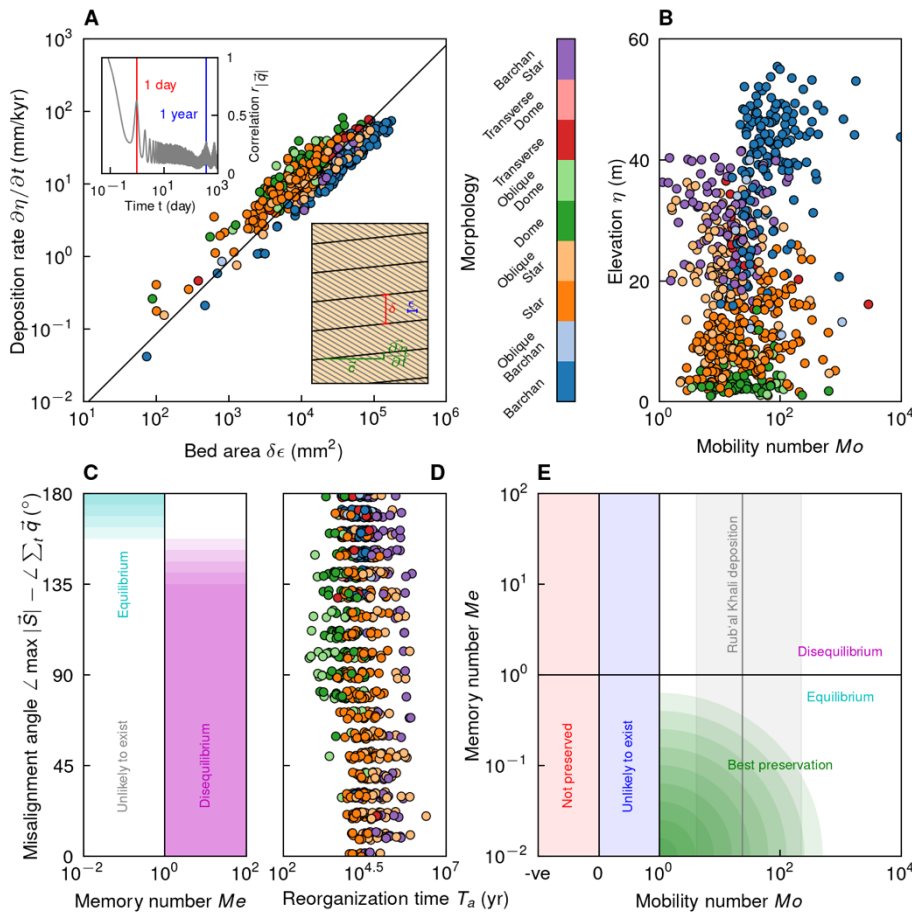 A
B
Deposition rate ∂η/∂t (mm/kyr)
10³
10²
10¹
10⁰
10⁻¹
10⁻²
1 day
1 year
1
0.5
0
Correlation r|q⃗|
10⁻¹
10¹
10³
Time t (day)
δ
ϵ
c
∂η/∂t
10¹
10²
10³
10⁴
10⁵
10⁶
Bed area δϵ (mm²)
Morphology
Barchan
Star
Transverse
Dome
Transverse
Oblique
Dome
Dome
Oblique
Star
Star
Oblique
Barchan
Barchan
Elevation η (m)
60
40
20
0
10⁰
10²
10⁴
Mobility number Mo
C
D
E
Misalignment angle ∠ max |S⃗| − ∠ ∑ₜ q⃗ (°)
180
135
90
45
0
Equilibrium
Unlikely to exist
Disequilibrium
10⁻²
10⁰
10²
Memory number Me
10²
10⁴·⁵
10⁷
Reorganization time Tₐ (yr)
Memory number Me
10²
10¹
10⁰
10⁻¹
10⁻²
Not preserved
Unlikely to exist
Rub'al Khali deposition
Disequilibrium
Equilibrium
Best preservation
-ve
0
10⁰
10²
10⁴
Mobility number Mo